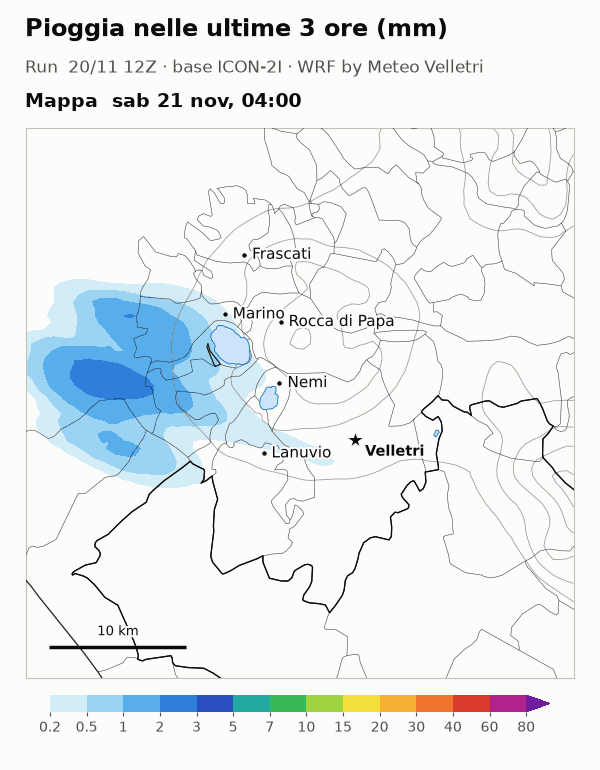 Pioggia nelle ultime 3 ore (mm)
Run  20/11 12Z · base ICON-2I · WRF by Meteo Velletri
Mappa  sab 21 nov, 04:00
Frascati
Marino
Rocca di Papa
Nemi
Velletri
Lanuvio
10 km
0.2 0.5 1 2 3 5 7 10 15 20 30 40 60 80